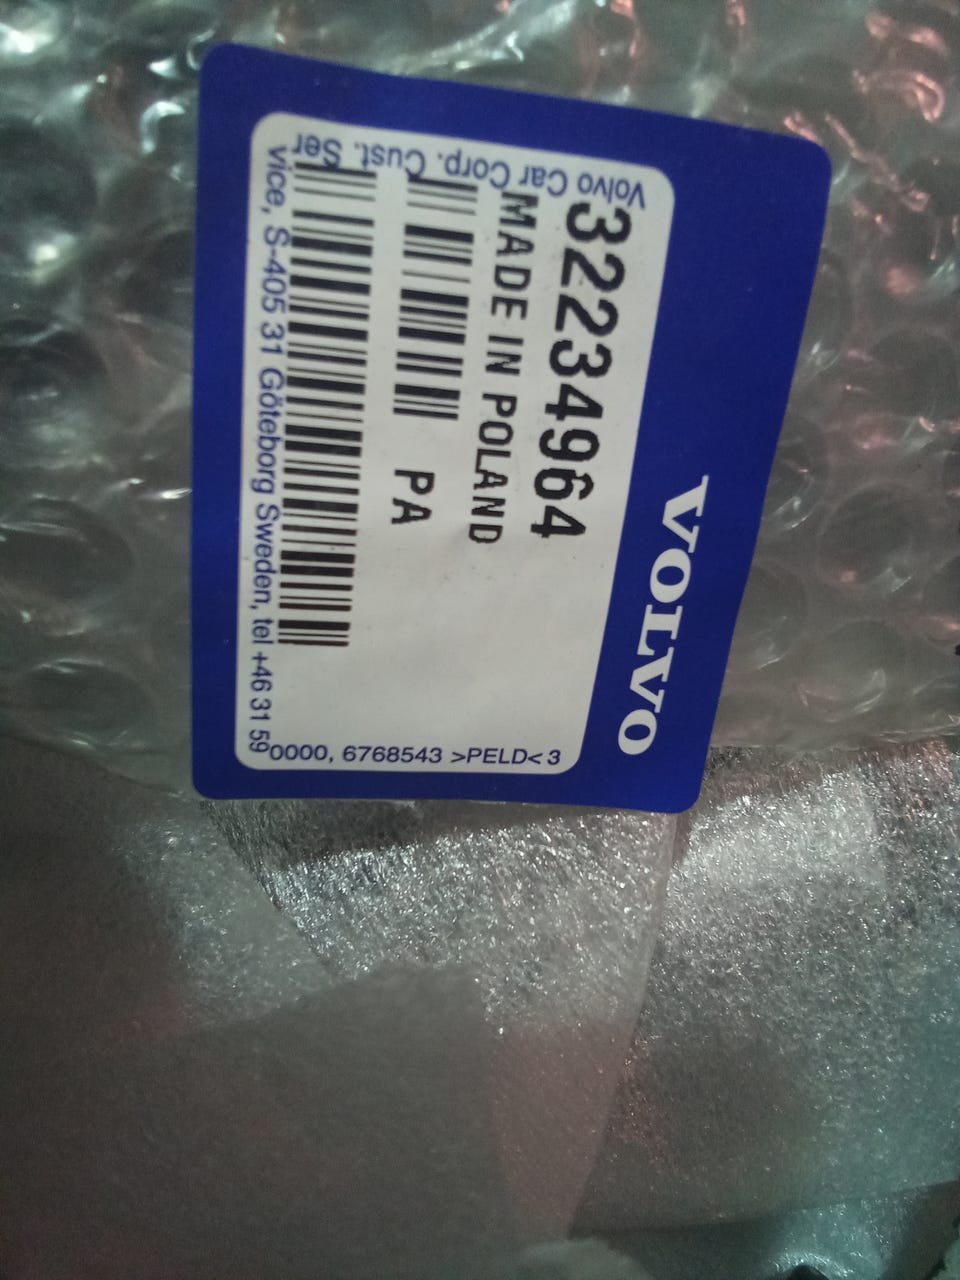 VOLVO
32234964
MADE IN POLAND
PA
Volvo Car Corp. Cust. Ser
vice, S-405 31 Göteborg Sweden, tel +46 31 59
0000, 6768543 >PELD< 3